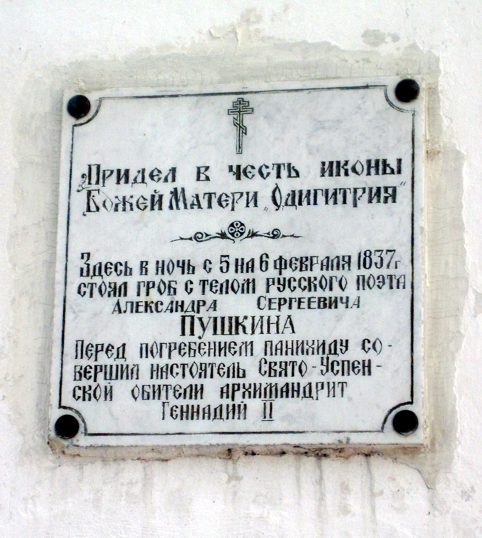 Придел в честь иконы
Божей Матери „Одигитрия"
Здесь в ночь с 5 на 6 февраля 1837г
стоял гроб с телом русского поэта
Александра Сергеевича
Пушкина
Перед погребением панихиду со-
вершил настоятель Свято-Успен-
ской обители архимандрит
Геннадий II